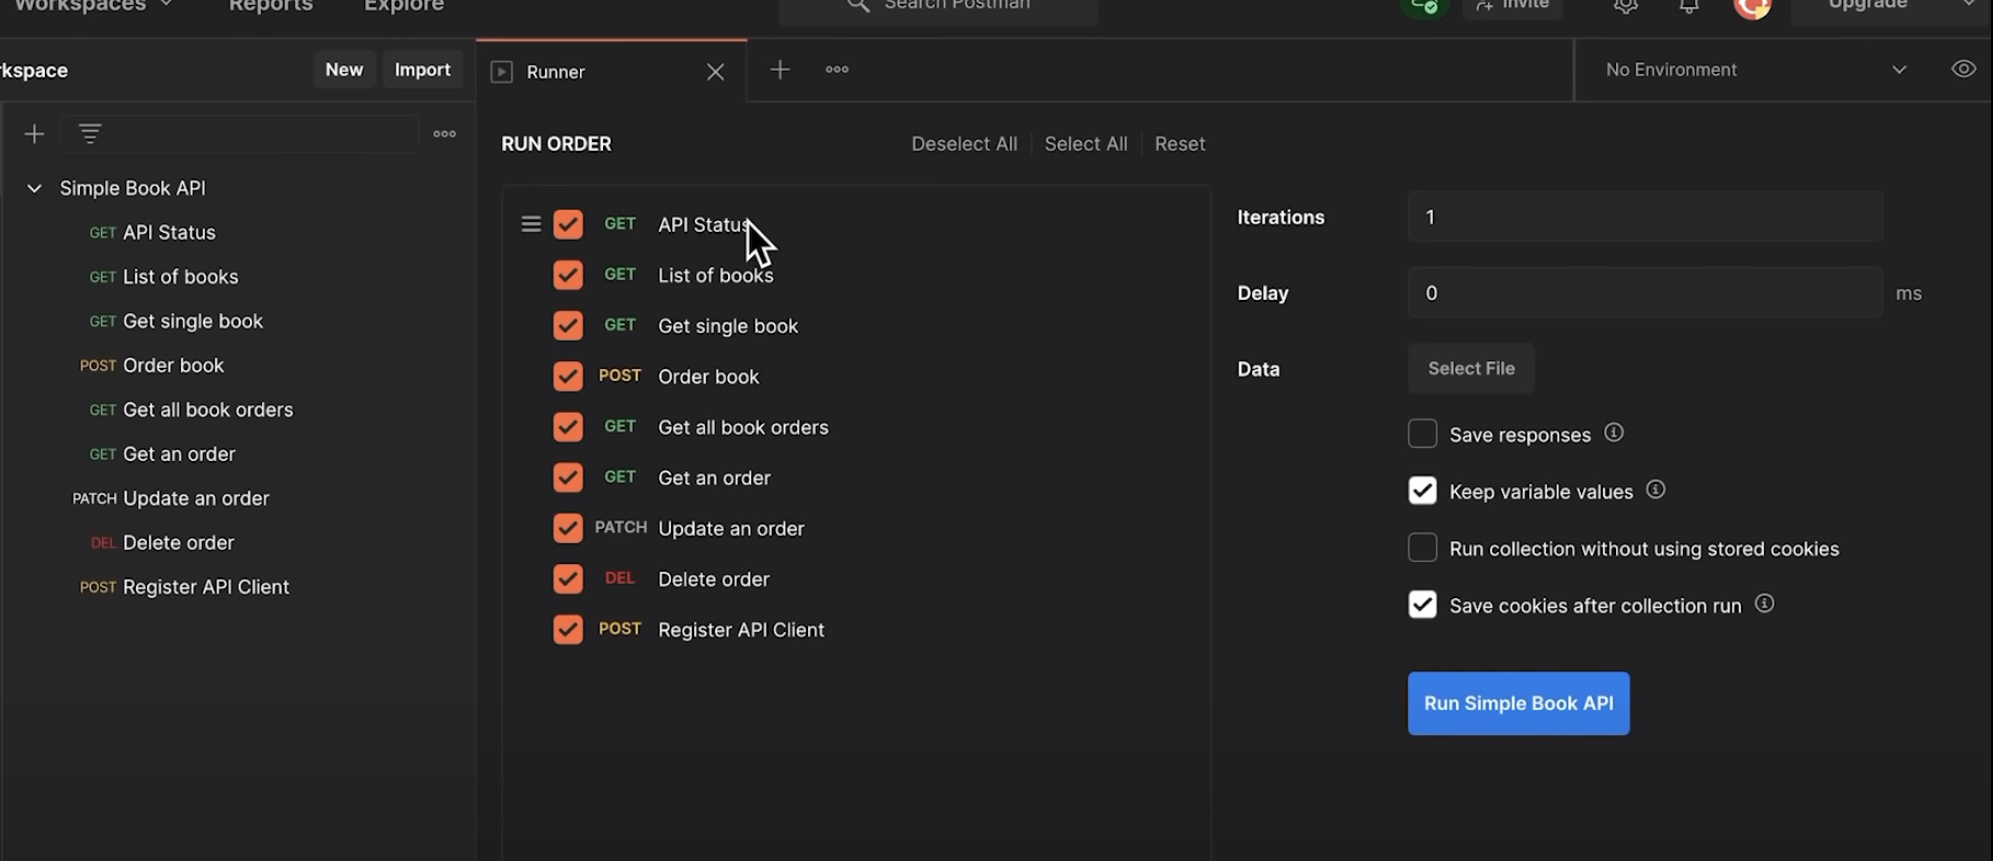 Workspaces Reports Explore Search Postman Invite Upgrade
kspace New Import Runner No Environment
RUN ORDER Deselect All Select All Reset
Simple Book API
GET API Status
GET List of books
GET Get single book
POST Order book
GET Get all book orders
GET Get an order
PATCH Update an order
DEL Delete order
POST Register API Client
GET API Status
GET List of books
GET Get single book
POST Order book
GET Get all book orders
GET Get an order
PATCH Update an order
DEL Delete order
POST Register API Client
Iterations 1
Delay 0 ms
Data Select File
Save responses
Keep variable values
Run collection without using stored cookies
Save cookies after collection run
Run Simple Book API